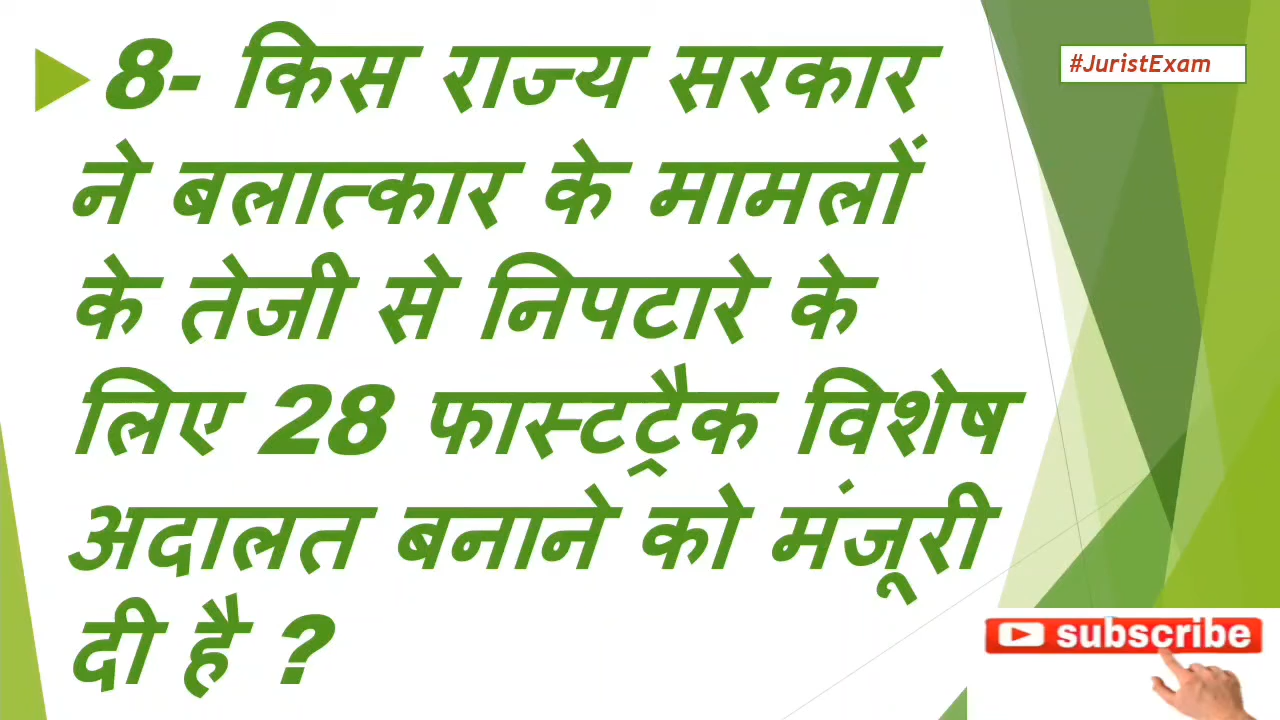 8- किस राज्य सरकार
#JuristExam
ने बलात्कार के मामलों
के तेजी से निपटारे के
लिए 28 फास्टट्रैक विशेष
अदालत बनाने को मंजूरी
दी है ?
subscribe